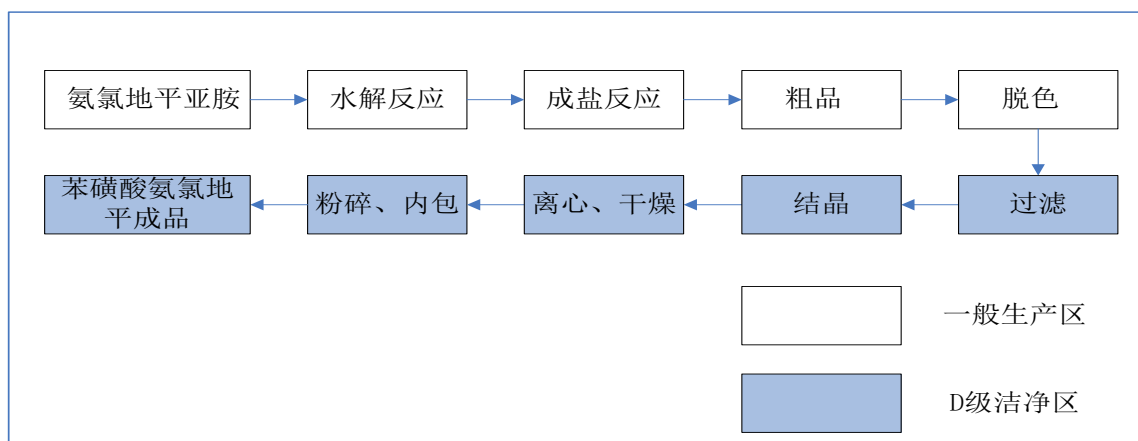 氨氯地平亚胺
水解反应
成盐反应
粗品
脱色
苯磺酸氨氯地
平成品
粉碎、内包
离心、干燥
结晶
过滤
一般生产区
D级洁净区